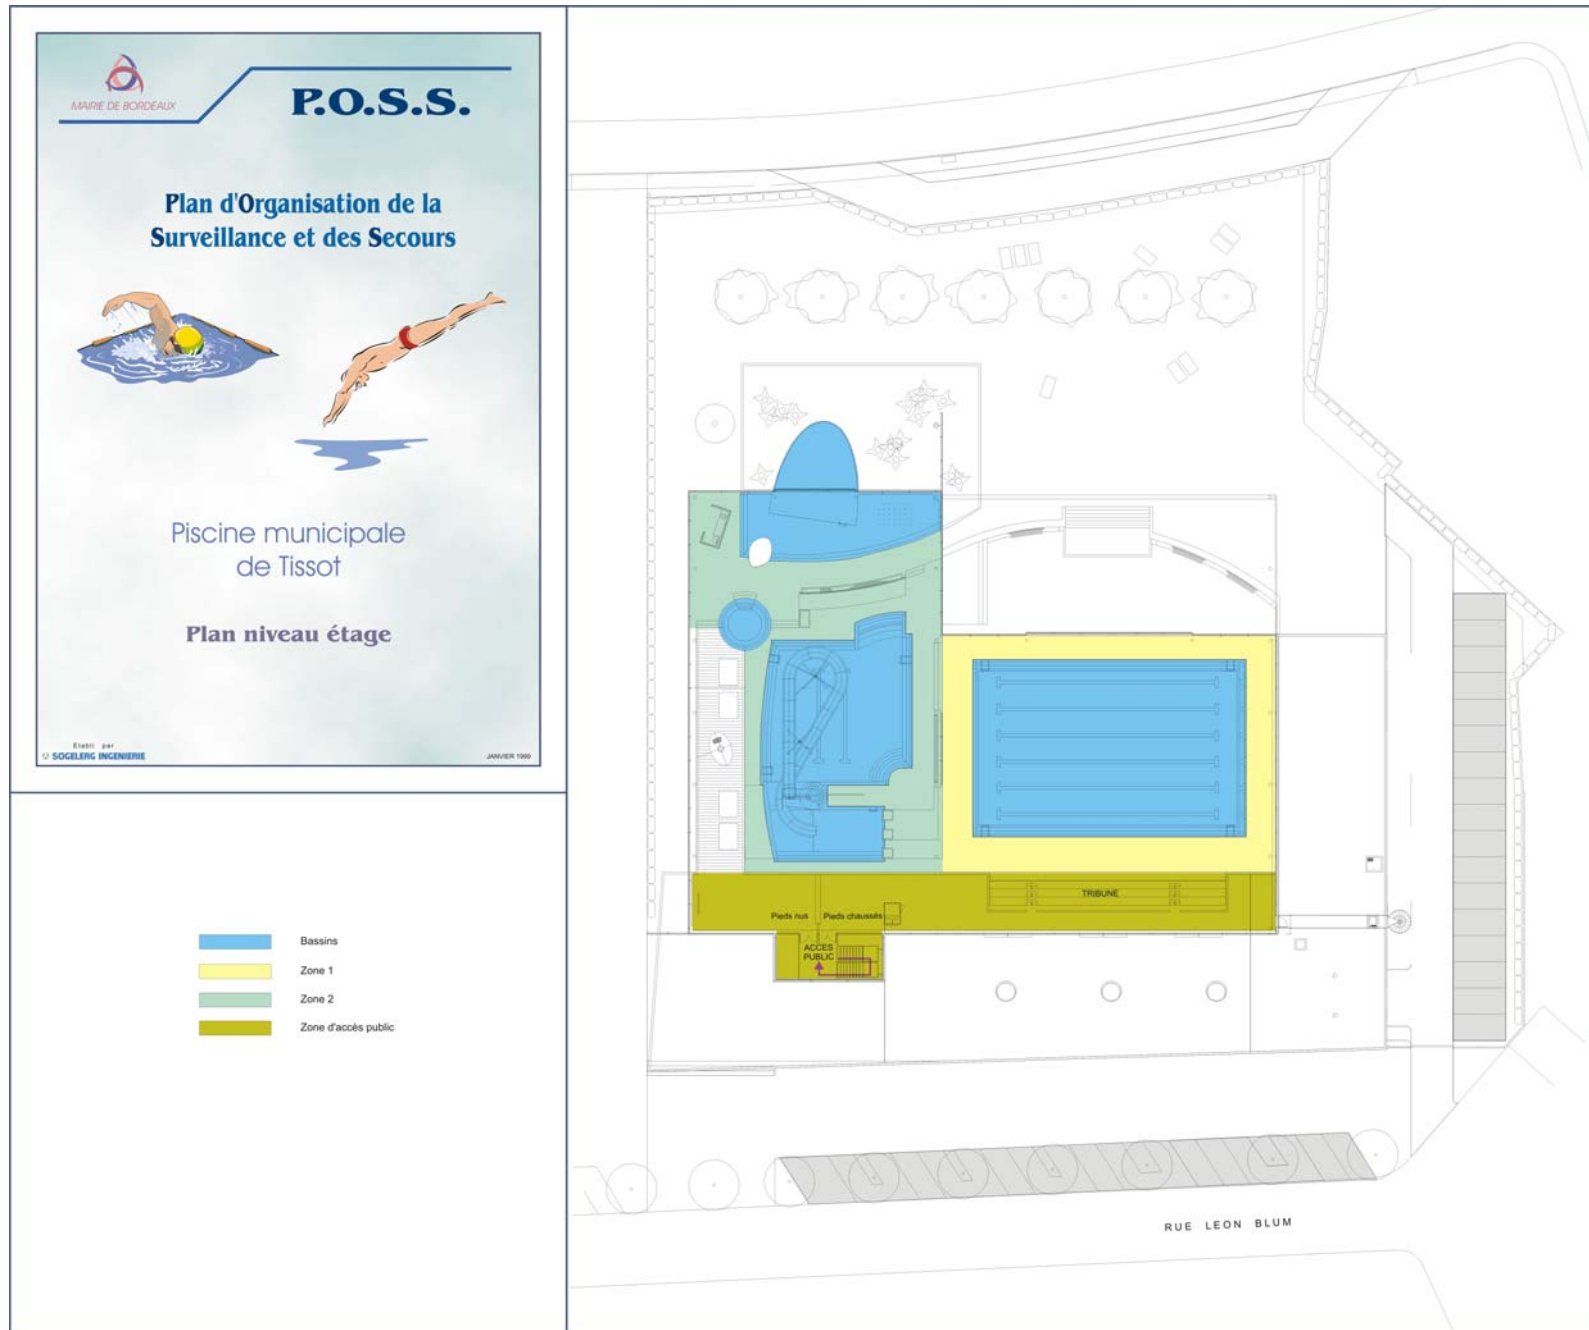 MAIRIE DE BORDEAUX
P.O.S.S.
Plan d'Organisation de la
Surveillance et des Secours
Piscine municipale
de Tissot
Plan niveau étage
Etabli par
SOGELERG INGENIERIE
JANVIER 1999
Bassins
Zone 1
Zone 2
Zone d'accès public
TRIBUNE
Pieds nus
Pieds chaussés
ACCES
PUBLIC
RUE LEON BLUM